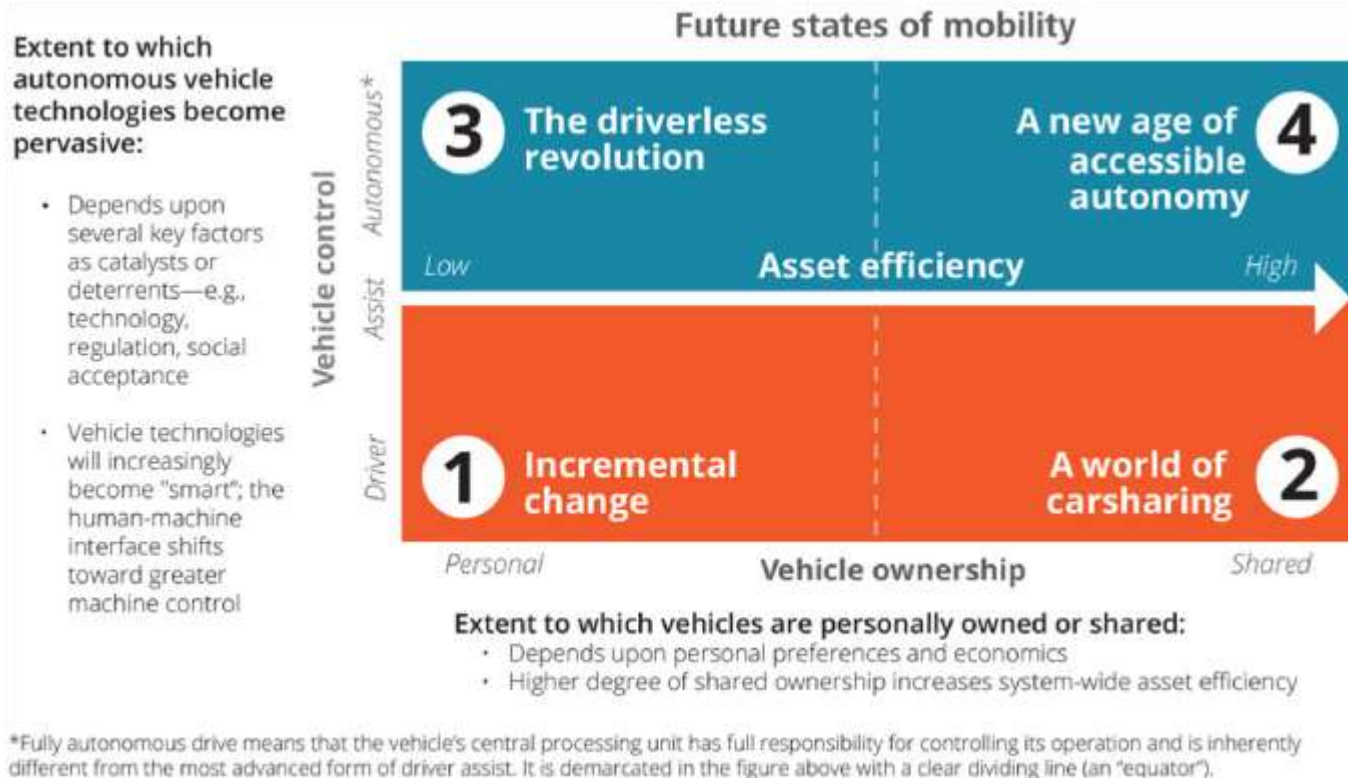 Future states of mobility
Extent to which
autonomous vehicle
technologies become
pervasive:
• Depends upon
several key factors
as catalysts or
deterrents—e.g.,
technology,
regulation, social
acceptance
• Vehicle technologies
will increasingly
become "smart"; the
human-machine
interface shifts
toward greater
machine control
Vehicle control
Autonomous*
Assist
Driver
3
The driverless
revolution
A new age of
accessible
autonomy
4
Low
Asset efficiency
High
1
Incremental
change
A world of
carsharing
2
Personal
Vehicle ownership
Shared
Extent to which vehicles are personally owned or shared:
• Depends upon personal preferences and economics
• Higher degree of shared ownership increases system-wide asset efficiency
*Fully autonomous drive means that the vehicle's central processing unit has full responsibility for controlling its operation and is inherently
different from the most advanced form of driver assist. It is demarcated in the figure above with a clear dividing line (an "equator").